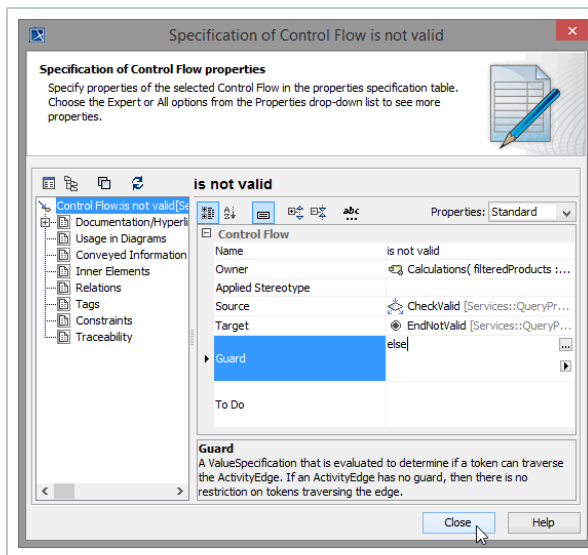 Specification of Control Flow is not valid
Specification of Control Flow properties
Specify properties of the selected Control Flow in the properties specification table.
Choose the Expert or All options from the Properties drop-down list to see more
properties.
is not valid
Control Flow:is not valid[Se
Documentation/Hyperli
Usage in Diagrams
Conveyed Information
Inner Elements
Relations
Tags
Constraints
Traceability
abc
Properties: Standard
Control Flow
Name is not valid
Owner Calculations( filteredProducts :...
Applied Stereotype
Source CheckValid [Services::QueryPr...
Target EndNotValid [Services::QueryP...
Guard else
...
To Do
Guard
A ValueSpecification that is evaluated to determine if a token can traverse
the ActivityEdge. If an ActivityEdge has no guard, then there is no
restriction on tokens traversing the edge.
Close Help